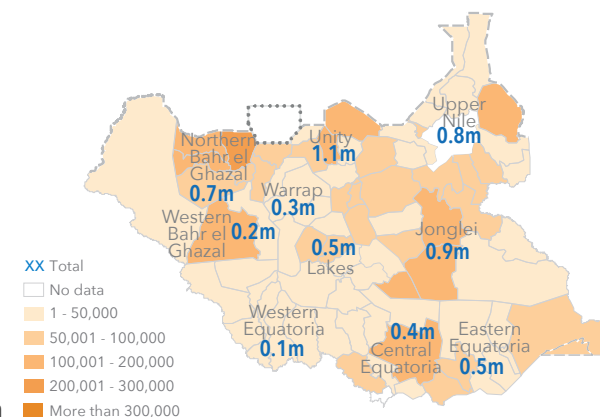 Upper
Nile
0.8m
Northern
Bahr el
Ghazal
0.7m
Unity
1.1m
Warrap
0.3m
Western
Bahr el
Ghazal
0.2m
0.5m
Lakes
Jonglei
0.9m
Western
Equatoria
0.1m
0.4m
Central
Equatoria
Eastern
Equatoria
0.5m
XX Total
No data
1 - 50,000
50,001 - 100,000
100,001 - 200,000
200,001 - 300,000
More than 300,000